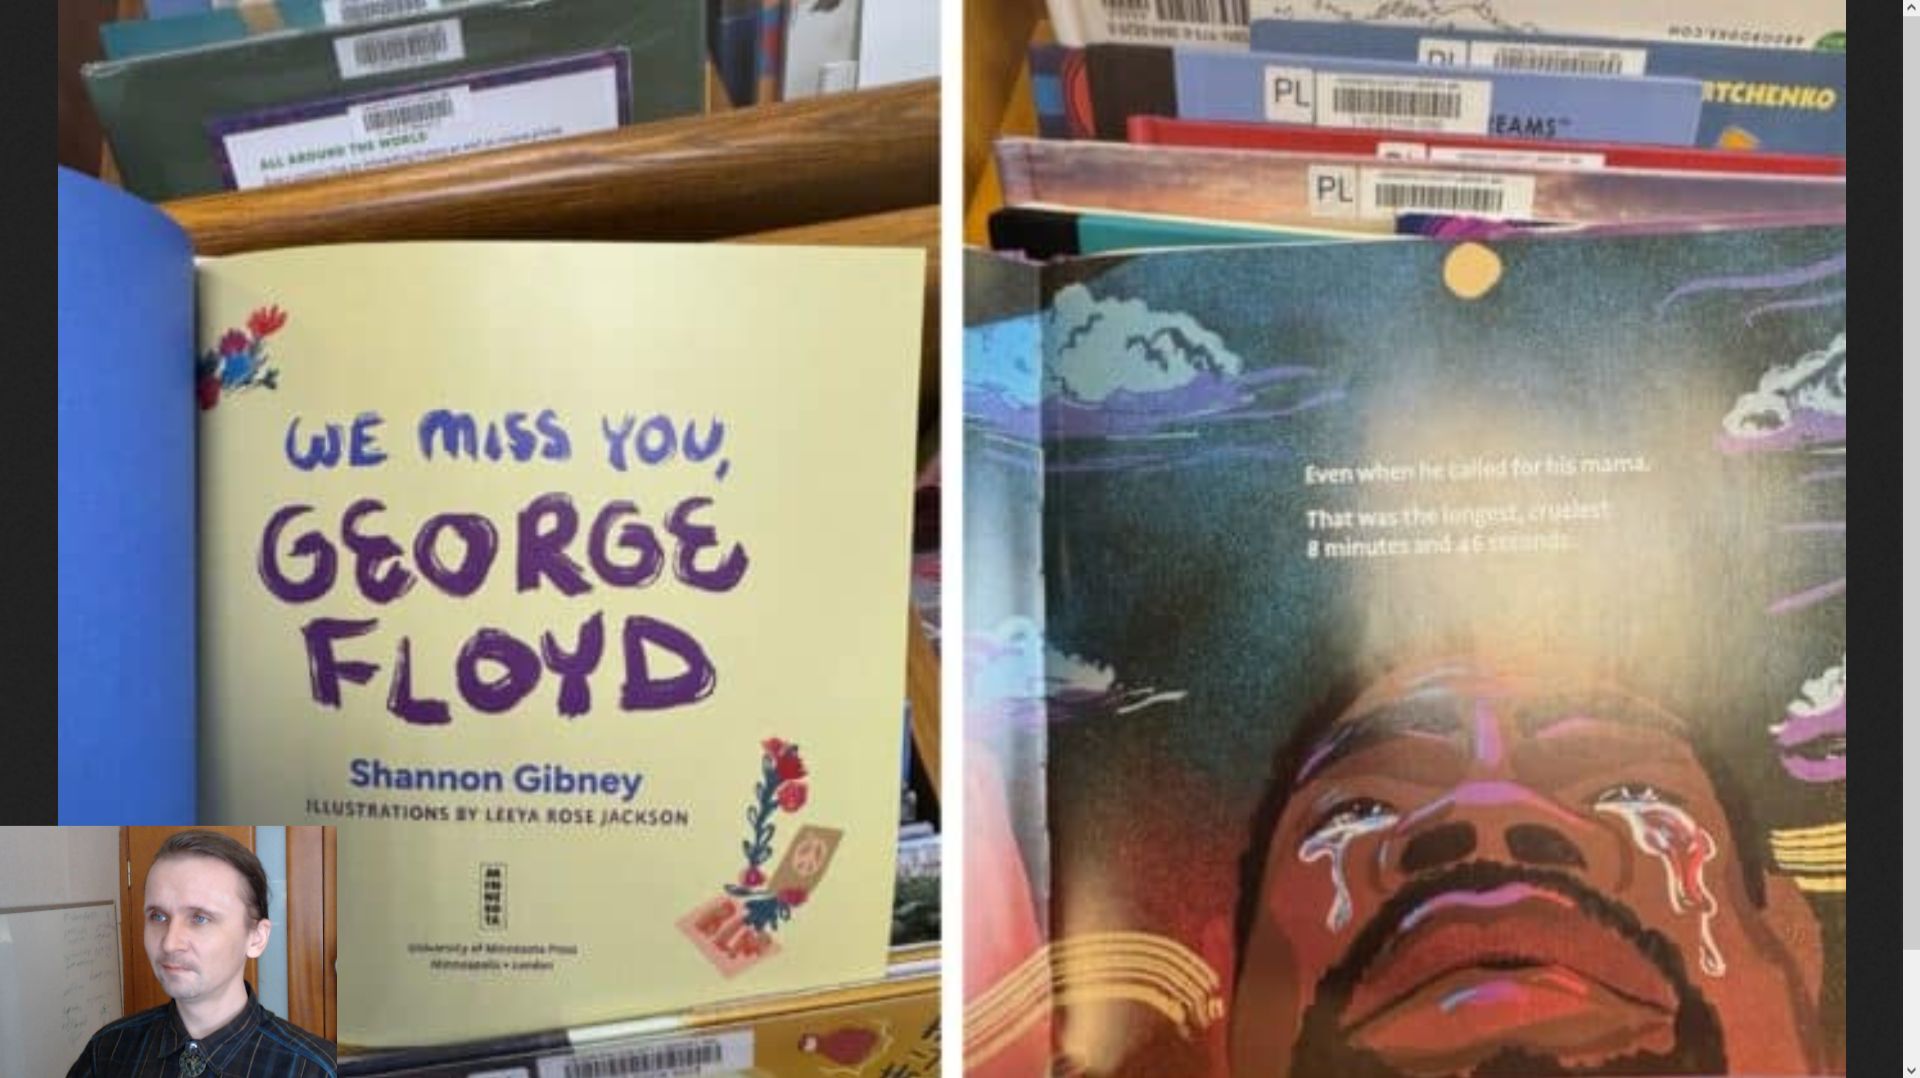 ALL AROUND THE WORLD
WE MISS YOU,
GEORGE
FLOYD
Shannon Gibney
ILLUSTRATIONS BY LEEYA ROSE JACKSON
BLM
University of Minnesota Press
Minneapolis • London
RTCHENKO
PL
PL
EAMS
PL
Even when he called for his mama.
That was the longest, cruelest
8 minutes and 46 seconds.